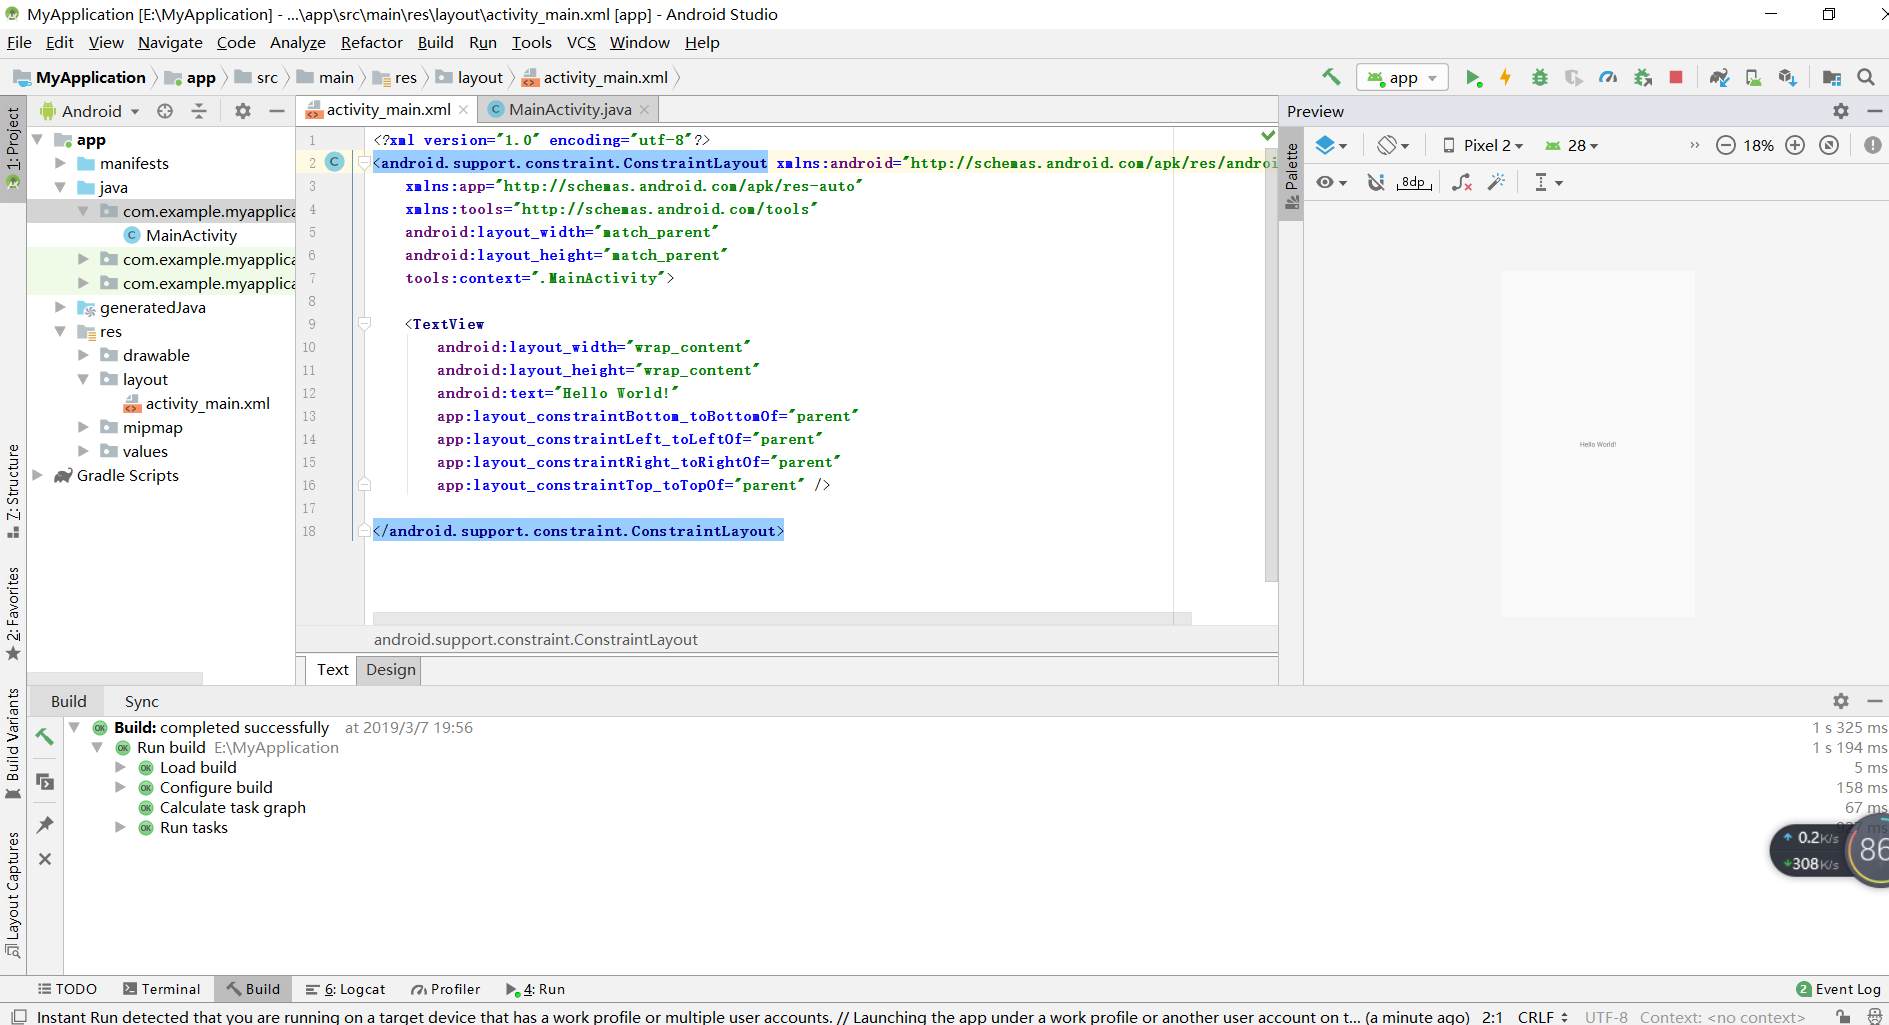 MyApplication [E:\MyApplication] - ...\app\src\main\res\layout\activity_main.xml [app] - Android Studio
File Edit View Navigate Code Analyze Refactor Build Run Tools VCS Window Help
MyApplication app src main res layout activity_main.xml app
Android
activity_main.xml MainActivity.java
Preview
1: Project
7: Structure
2: Favorites
Build Variants
Layout Captures
app
manifests
java
com.example.myapplica
MainActivity
com.example.myapplica
com.example.myapplica
generatedJava
res
drawable
layout
activity_main.xml
mipmap
values
Gradle Scripts
1 <?xml version="1.0" encoding="utf-8"?>
2 <android.support.constraint.ConstraintLayout xmlns:android="http://schemas.android.com/apk/res/androi
3 xmlns:app="http://schemas.android.com/apk/res-auto"
4 xmlns:tools="http://schemas.android.com/tools"
5 android:layout_width="match_parent"
6 android:layout_height="match_parent"
7 tools:context=".MainActivity">
8
9 <TextView
10 android:layout_width="wrap_content"
11 android:layout_height="wrap_content"
12 android:text="Hello World!"
13 app:layout_constraintBottom_toBottomOf="parent"
14 app:layout_constraintLeft_toLeftOf="parent"
15 app:layout_constraintRight_toRightOf="parent"
16 app:layout_constraintTop_toTopOf="parent" />
17
18 </android.support.constraint.ConstraintLayout>
android.support.constraint.ConstraintLayout
Text Design
Palette
Pixel 2 28 18%
8dp
Hello World!
Build Sync
Build: completed successfully at 2019/3/7 19:56 1 s 325 ms
Run build E:\MyApplication 1 s 194 ms
Load build 5 ms
Configure build 158 ms
Calculate task graph 67 ms
Run tasks 927 ms
0.2K/s
308K/s
86
TODO Terminal Build 6: Logcat Profiler 4: Run 2 Event Log
Instant Run detected that you are running on a target device that has a work profile or multiple user accounts. // Launching the app under a work profile or another user account on t... (a minute ago) 2:1 CRLF UTF-8 Context: <no context>